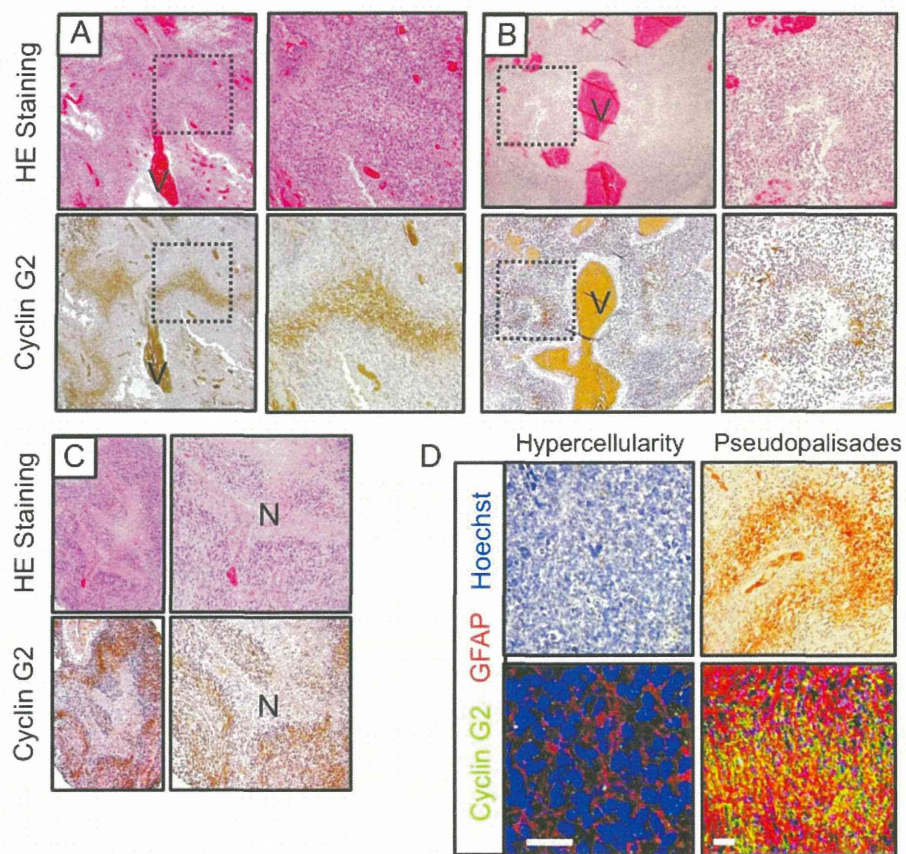 A
B
HE Staining
V
V
Cyclin G2
V
V
C
D
Hypercellularity
Pseudopalisades
HE Staining
N
Hoechst
GFAP
Cyclin G2
N
Cyclin G2